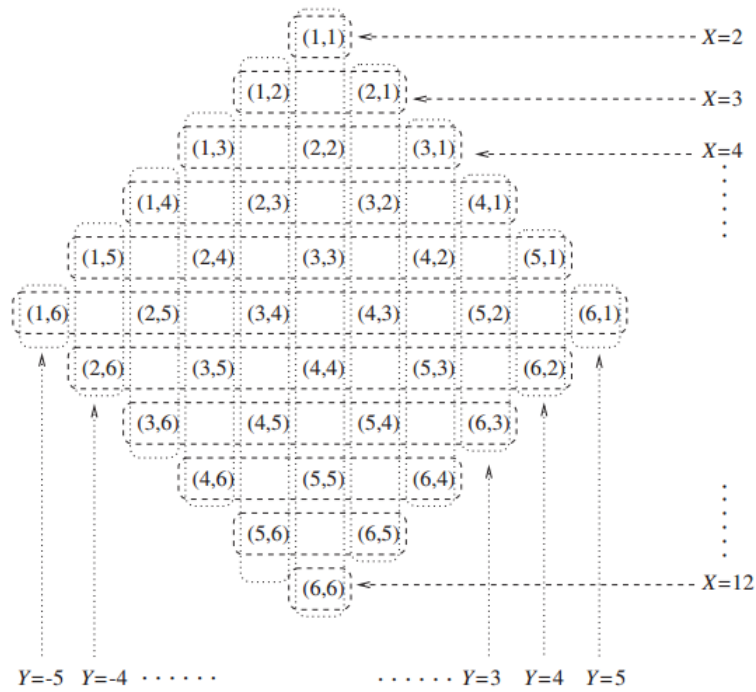 (1,1) X=2
(1,2) (2,1) X=3
(1,3) (2,2) (3,1) X=4
(1,4) (2,3) (3,2) (4,1)
(1,5) (2,4) (3,3) (4,2) (5,1)
(1,6) (2,5) (3,4) (4,3) (5,2) (6,1)
(2,6) (3,5) (4,4) (5,3) (6,2)
(3,6) (4,5) (5,4) (6,3)
(4,6) (5,5) (6,4)
(5,6) (6,5)
(6,6) X=12
Y=-5 Y=-4 ······ ······ Y=3 Y=4 Y=5